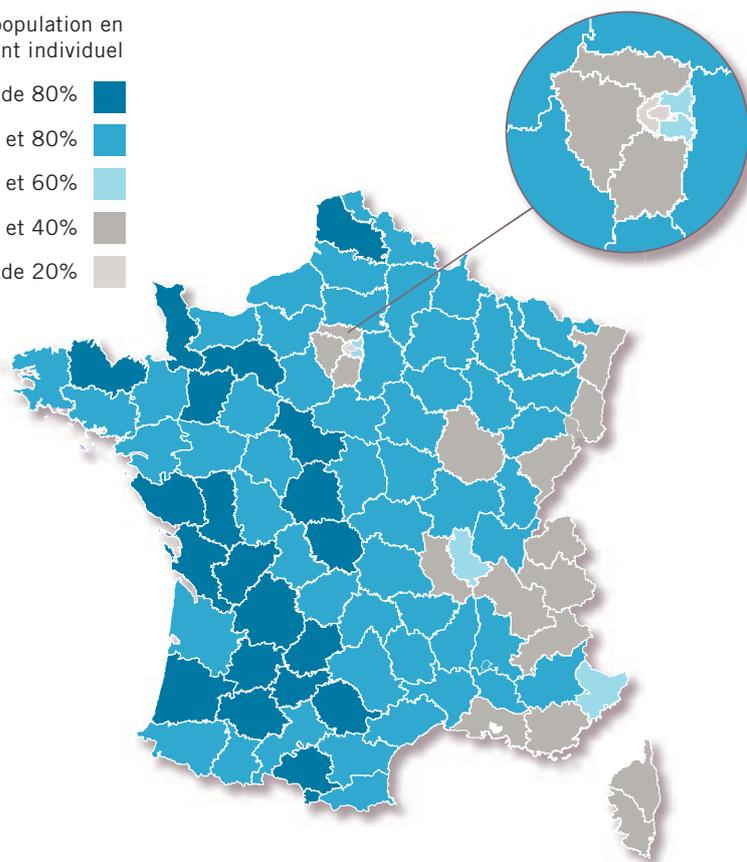 population en
nt individuel
de 80%
et 80%
et 60%
et 40%
de 20%